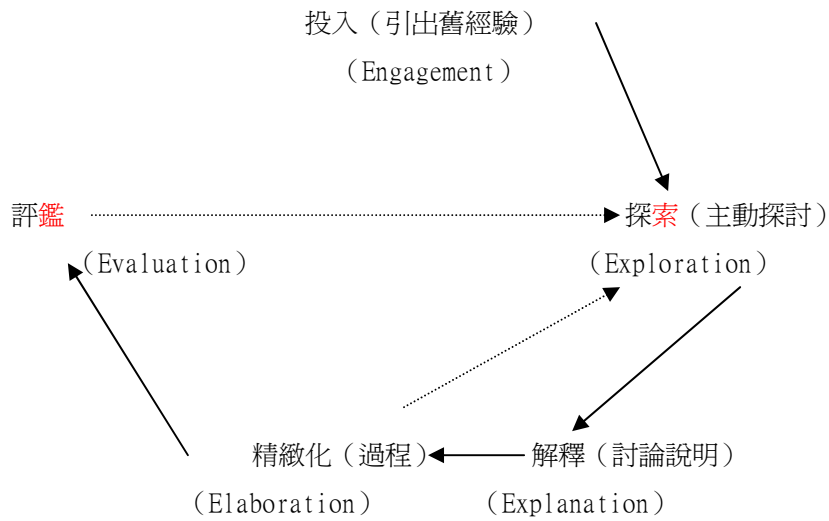 投入（引出舊經驗）
（Engagement）
評鑑
探索（主動探討）
（Evaluation）
（Exploration）
精緻化（過程）
解釋（討論說明）
（Elaboration）
（Explanation）